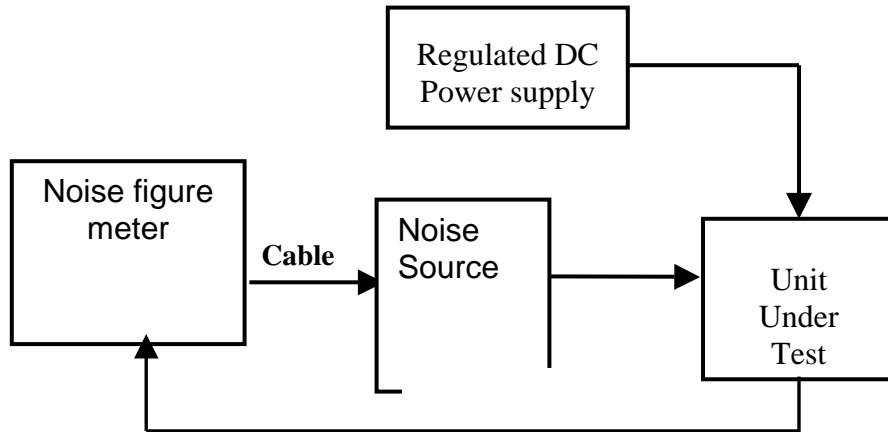 Regulated DC
Power supply
Noise figure
meter
Cable
Noise
Source
Unit
Under
Test